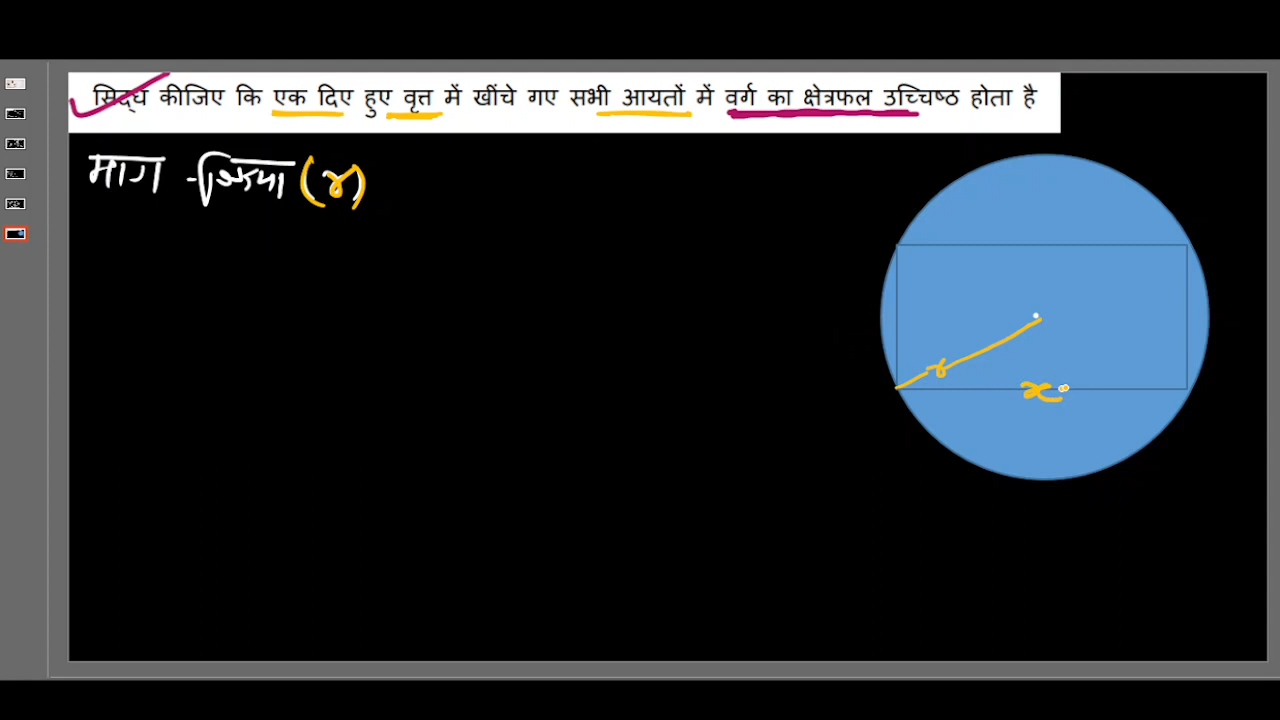 सिद्ध कीजिए कि एक दिए हुए वृत्त में खींचे गए सभी आयतों में वर्ग का क्षेत्रफल उच्चिष्ठ होता है
माना त्रिज्या (r)
r
x